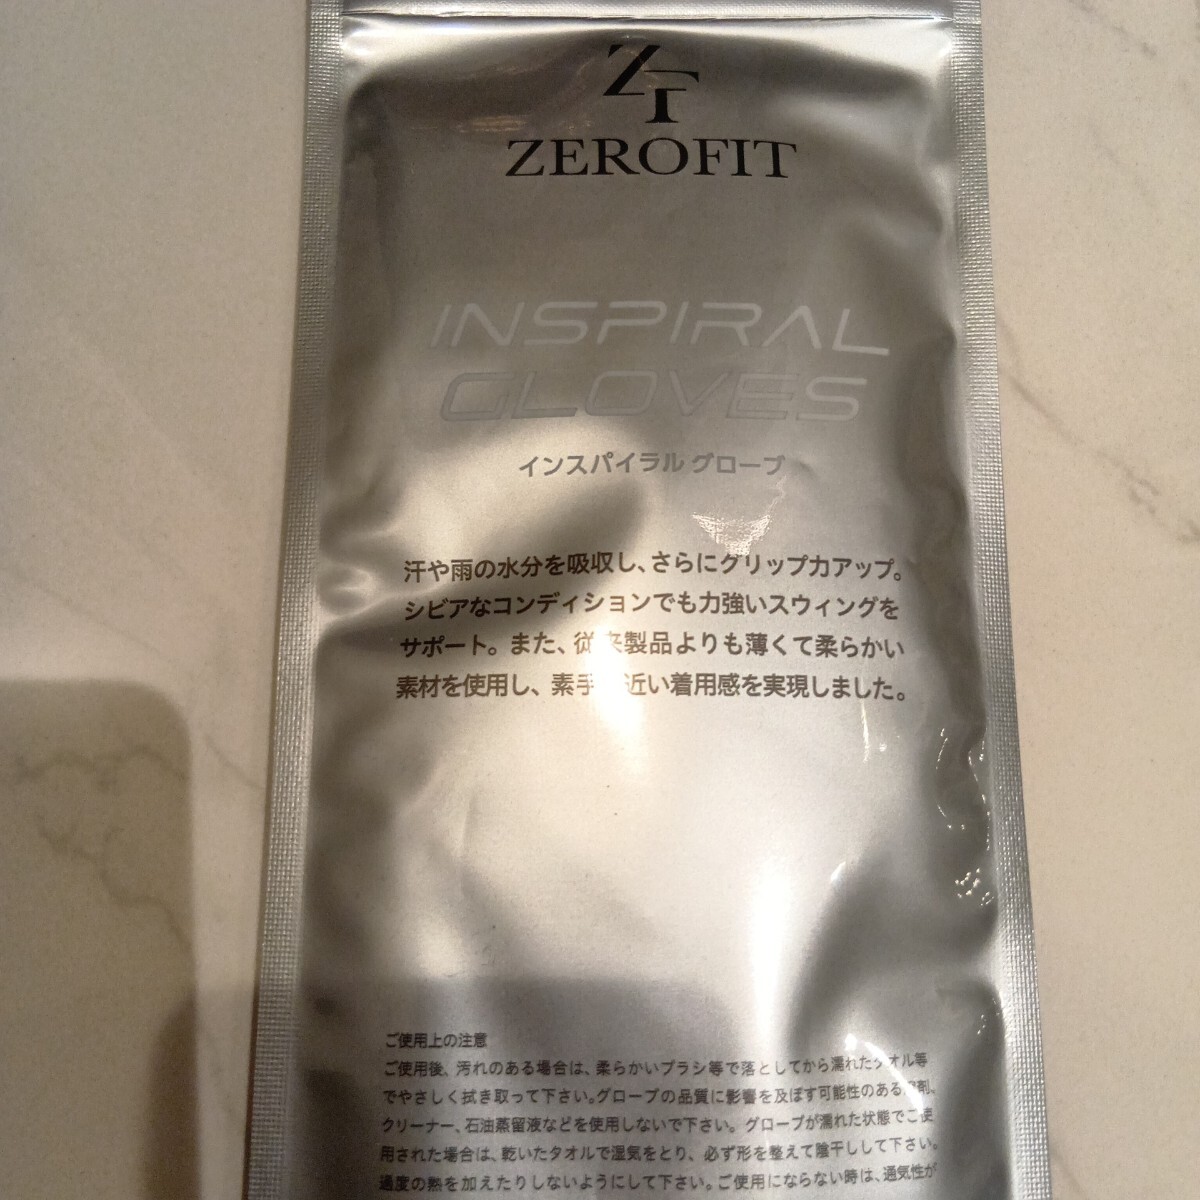 ZF
ZEROFIT
INSPIRAL
GLOVES
インスパイラル グローブ
汗や雨の水分を吸収し、さらにグリップ力アップ。
シビアなコンディションでも力強いスウィングを
サポート。また、従来製品よりも薄くて柔らかい
素材を使用し、素手 近い着用感を実現しました。
ご使用上の注意
ご使用後、汚れのある場合は、柔らかいブラシ等で落としてから濡れたタオル等
でやさしく拭き取って下さい。グローブの品質に影響を及ぼす可能性のある 剤、
クリーナー、石油蒸留液などを使用しないで下さい。グローブが濡れた状態でご使
用された場合は、乾いたタオルで湿気をとり、必ず形を整えて陰干しして下さい。
過度の熱を加えたりしないようにして下さい。ご使用にならない時は、通気性が